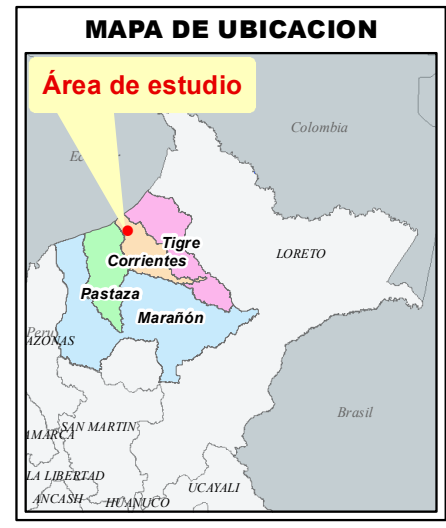 MAPA DE UBICACION
Área de estudio
Colombia
Tigre
Corrientes
LORETO
Pastaza
Marañón
Peru
AZONAS
Brasil
SAN MARTIN
AMARCA
LA LIBERTAD
UCAYALI
ANCASH
HUANUCO